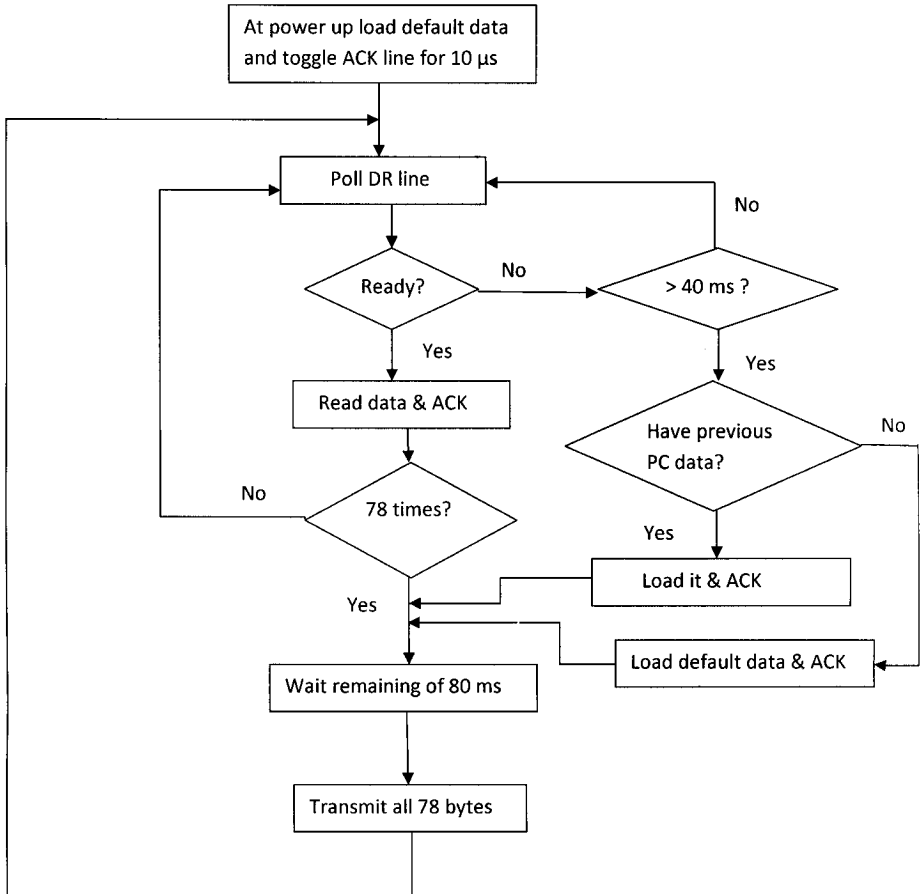 At power up load default data
and toggle ACK line for 10 µs
Poll DR line
No
Ready?
No
> 40 ms ?
Yes
Yes
Read data & ACK
Have previous
PC data?
No
No
78 times?
Yes
Load it & ACK
Yes
Load default data & ACK
Wait remaining of 80 ms
Transmit all 78 bytes